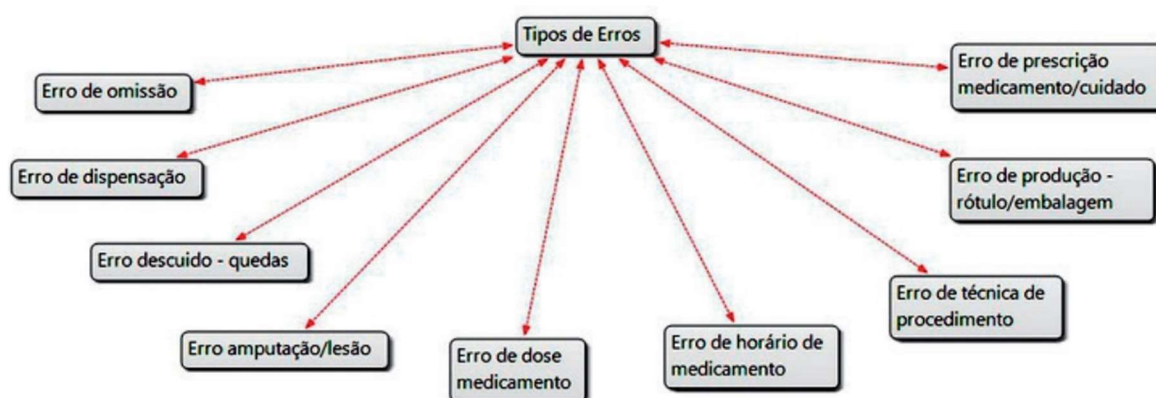 Tipos de Erros
Erro de omissão
Erro de dispensação
Erro descuido - quedas
Erro amputação/lesão
Erro de dose
medicamento
Erro de horário de
medicamento
Erro de técnica de
procedimento
Erro de produção -
rótulo/embalagem
Erro de prescrição
medicamento/cuidado